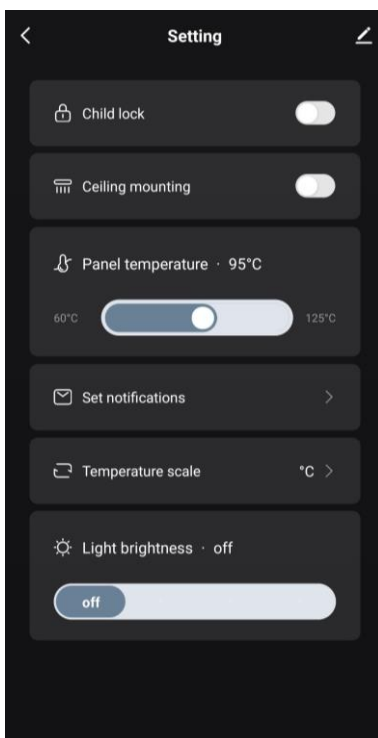 Setting
Child lock
Ceiling mounting
Panel temperature · 95°C
60°C 125°C
Set notifications
Temperature scale °C
Light brightness · off
off